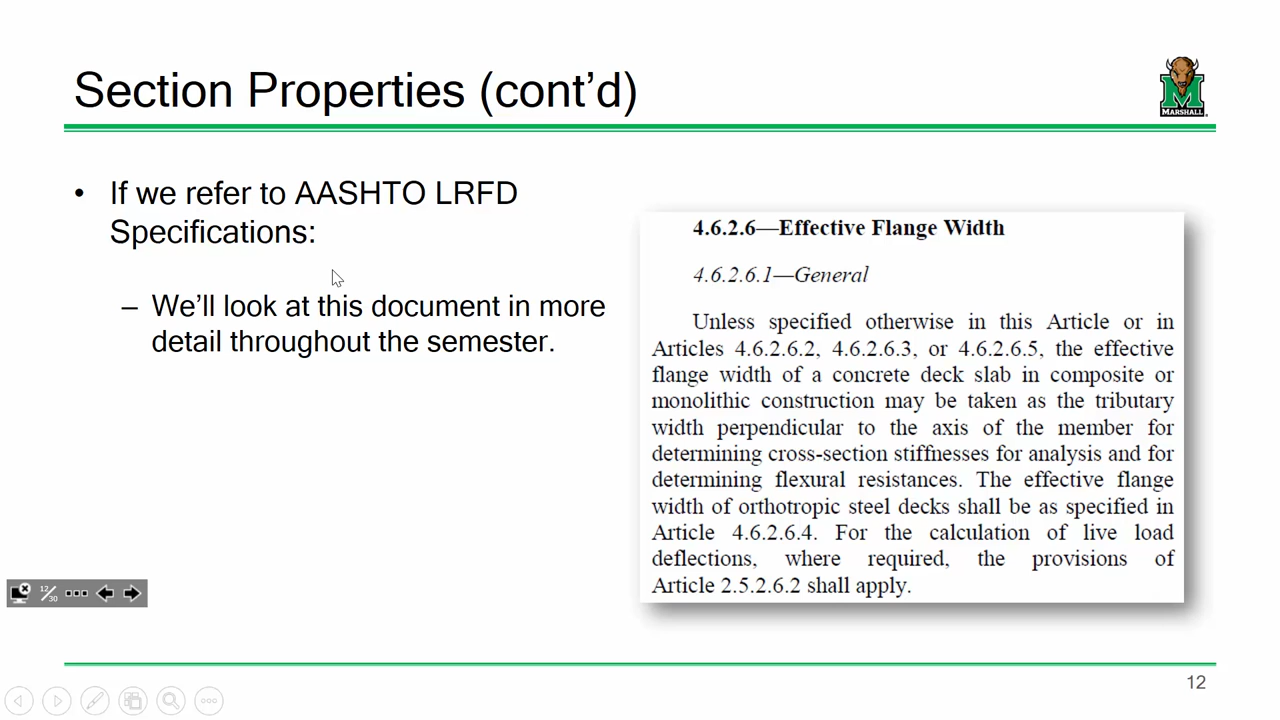 Section Properties (cont’d)
MARSHALL
• If we refer to AASHTO LRFD
Specifications:
– We’ll look at this document in more
detail throughout the semester.
4.6.2.6—Effective Flange Width
4.6.2.6.1—General
Unless specified otherwise in this Article or in
Articles 4.6.2.6.2, 4.6.2.6.3, or 4.6.2.6.5, the effective
flange width of a concrete deck slab in composite or
monolithic construction may be taken as the tributary
width perpendicular to the axis of the member for
determining cross-section stiffnesses for analysis and for
determining flexural resistances. The effective flange
width of orthotropic steel decks shall be as specified in
Article 4.6.2.6.4. For the calculation of live load
deflections, where required, the provisions of
Article 2.5.2.6.2 shall apply.
12/30
12